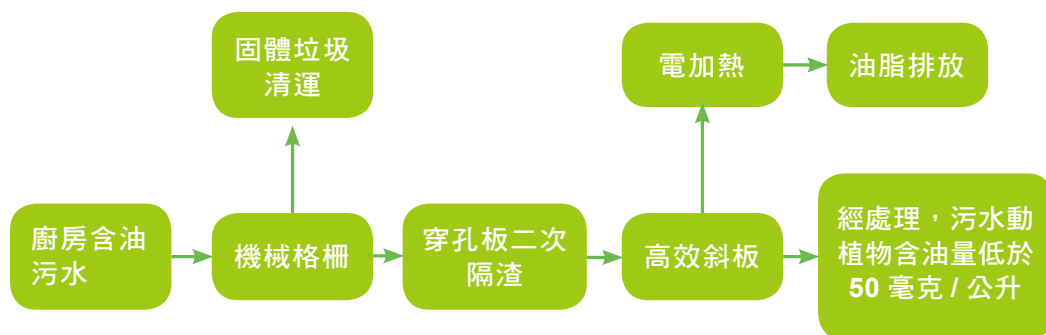 固體垃圾
清運
電加熱
油脂排放
廚房含油
污水
機械格柵
穿孔板二次
隔渣
高效斜板
經處理，污水動
植物含油量低於
50 毫克 / 公升